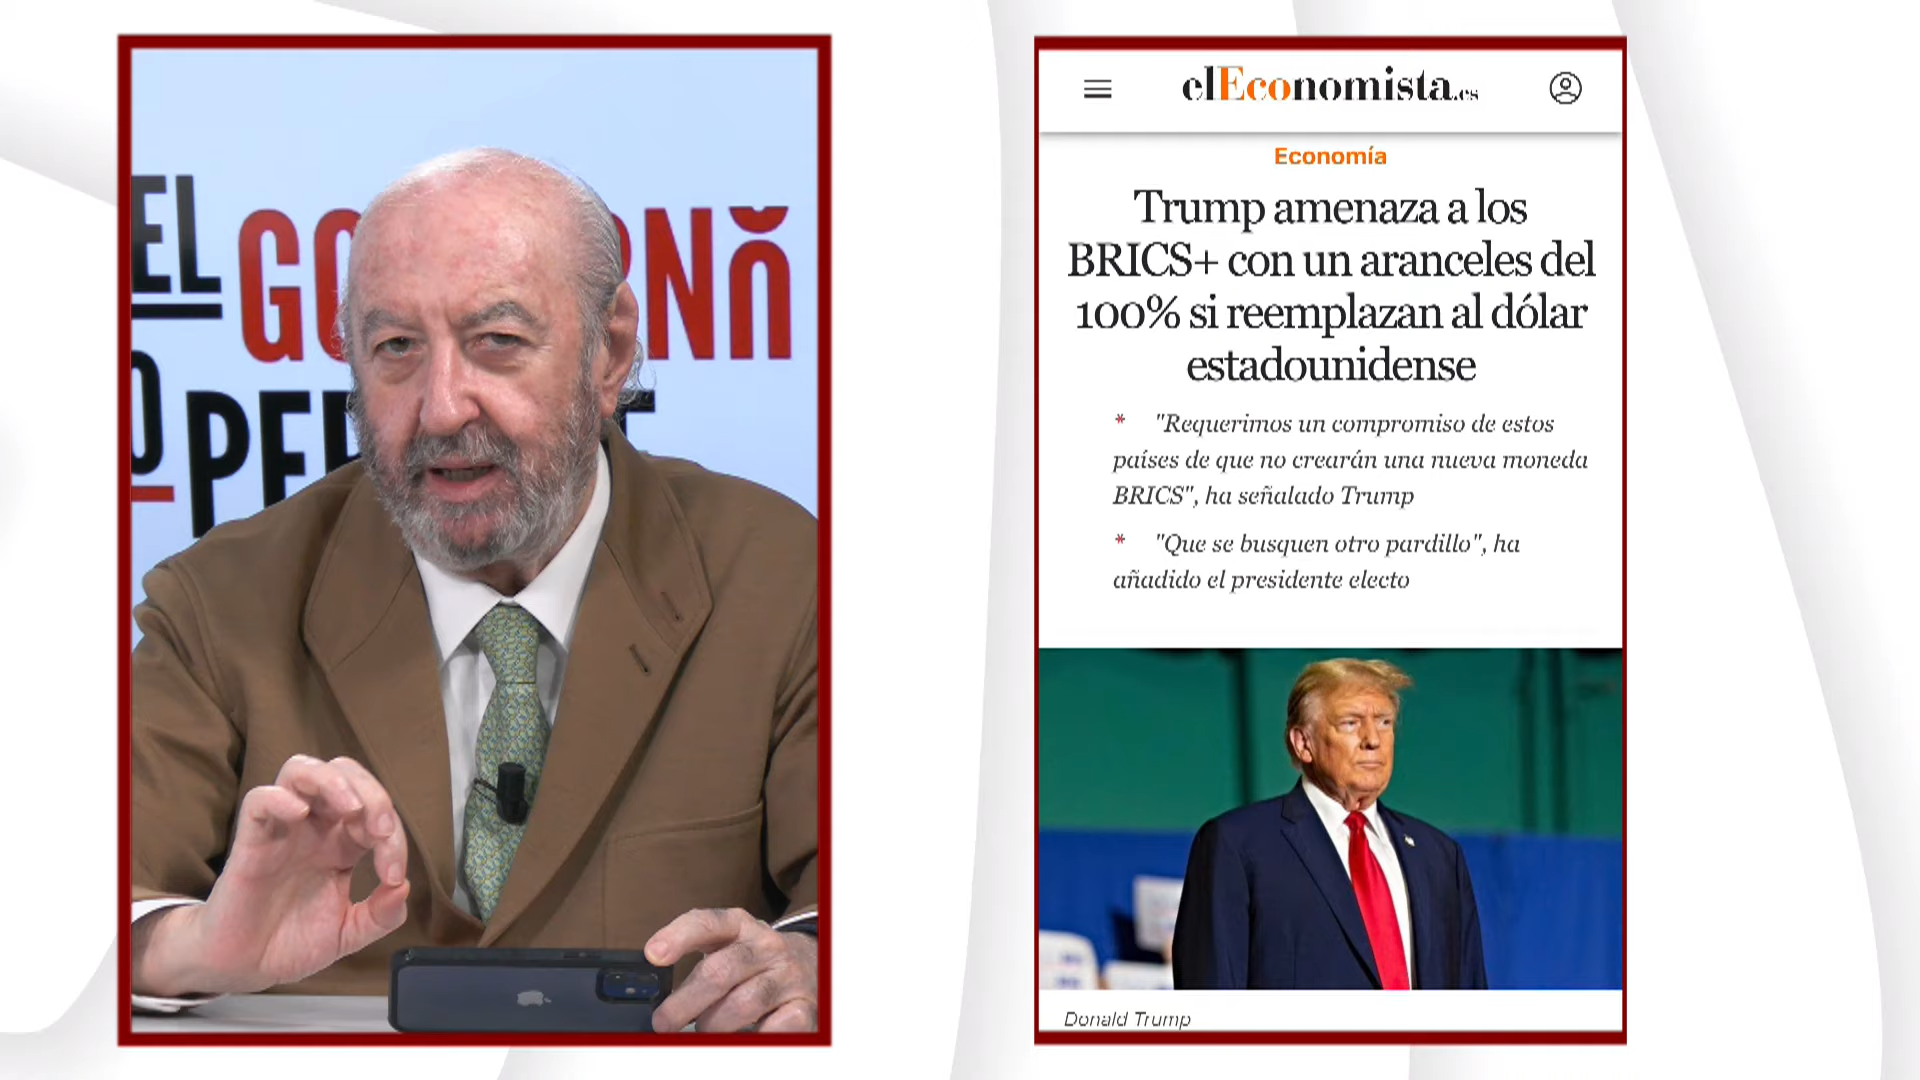 EL
O
elEconomista.es
Economía
Trump amenaza a los
BRICS+ con un aranceles del
100% si reemplazan al dólar
estadounidense
* "Requerimos un compromiso de estos
países de que no crearán una nueva moneda
BRICS", ha señalado Trump
* "Que se busquen otro pardillo", ha
añadido el presidente electo
Donald Trump